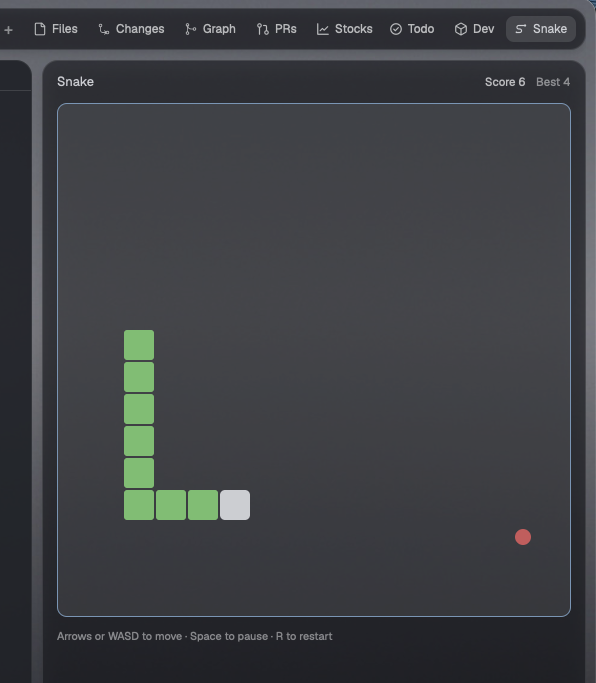 + Files Changes Graph PRs Stocks Todo Dev Snake
Snake Score 6 Best 4
Arrows or WASD to move · Space to pause · R to restart